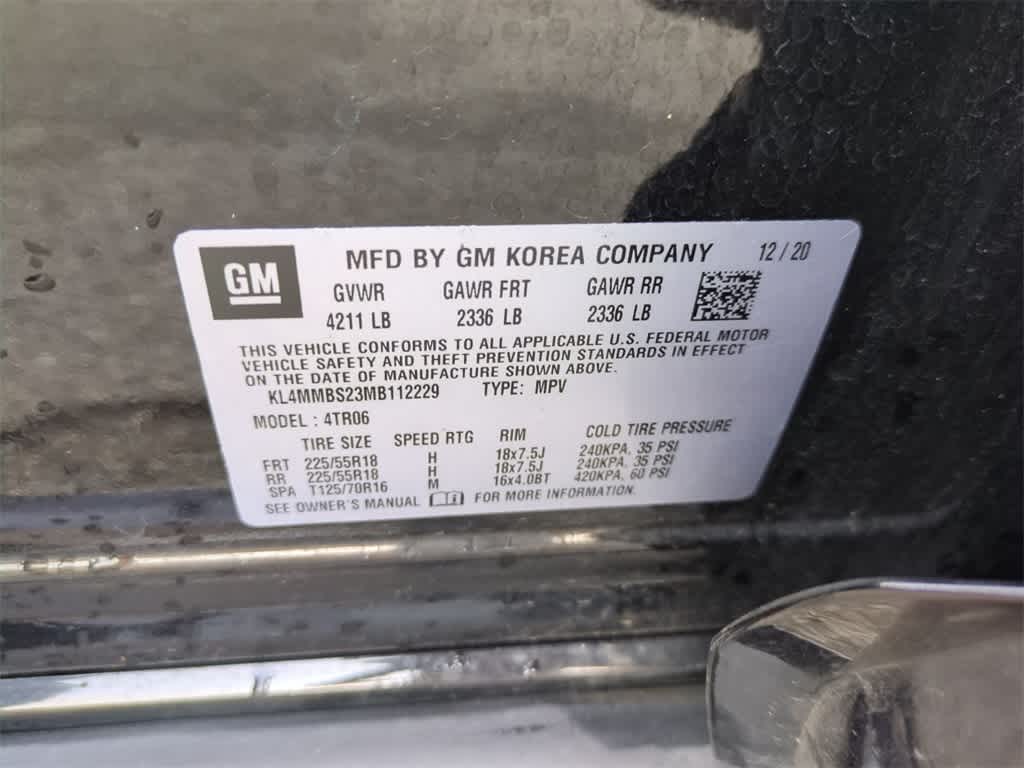 GM
MFD BY GM KOREA COMPANY 12 / 20
GVWR GAWR FRT GAWR RR
4211 LB 2336 LB 2336 LB
THIS VEHICLE CONFORMS TO ALL APPLICABLE U.S. FEDERAL MOTOR
VEHICLE SAFETY AND THEFT PREVENTION STANDARDS IN EFFECT
ON THE DATE OF MANUFACTURE SHOWN ABOVE.
KL4MMBS23MB112229 TYPE: MPV
MODEL : 4TR06
TIRE SIZE SPEED RTG RIM COLD TIRE PRESSURE
FRT 225/55R18 H 18x7.5J 240KPA, 35 PSI
RR 225/55R18 H 18x7.5J 240KPA, 35 PSI
SPA T125/70R16 M 16x4.0BT 420KPA, 60 PSI
SEE OWNER'S MANUAL FOR MORE INFORMATION.